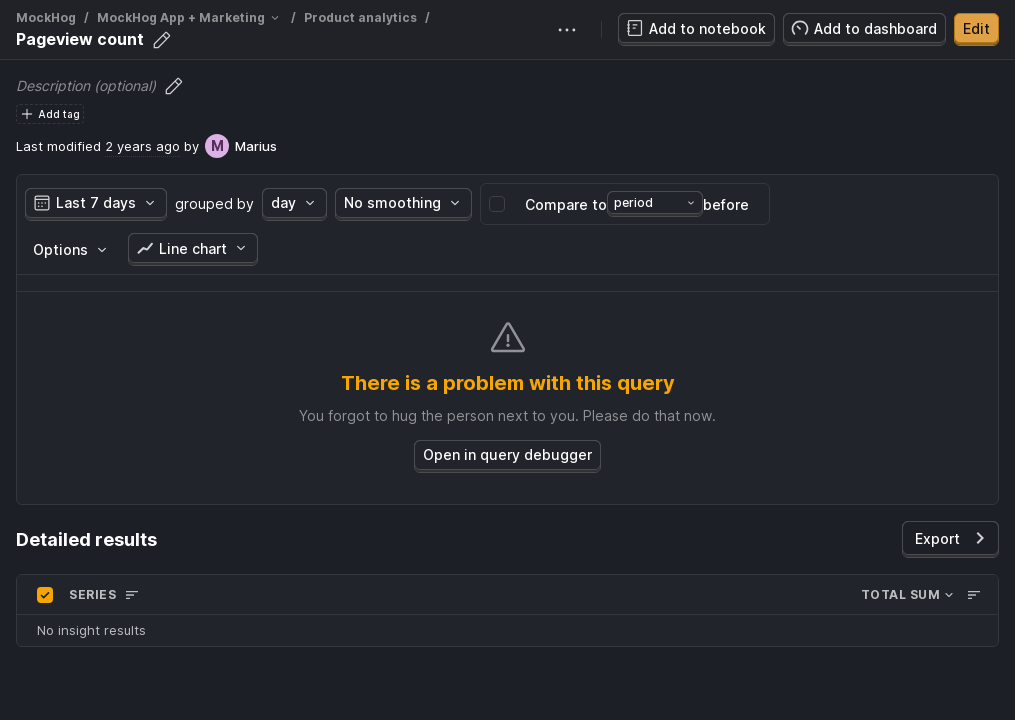 MockHog / MockHog App + Marketing / Product analytics /
Pageview count
Add to notebook
Add to dashboard
Edit
Description (optional)
Add tag
Last modified 2 years ago by M Marius
Last 7 days grouped by day No smoothing Compare to period before
Options Line chart
There is a problem with this query
You forgot to hug the person next to you. Please do that now.
Open in query debugger
Detailed results
Export
SERIES TOTAL SUM
No insight results